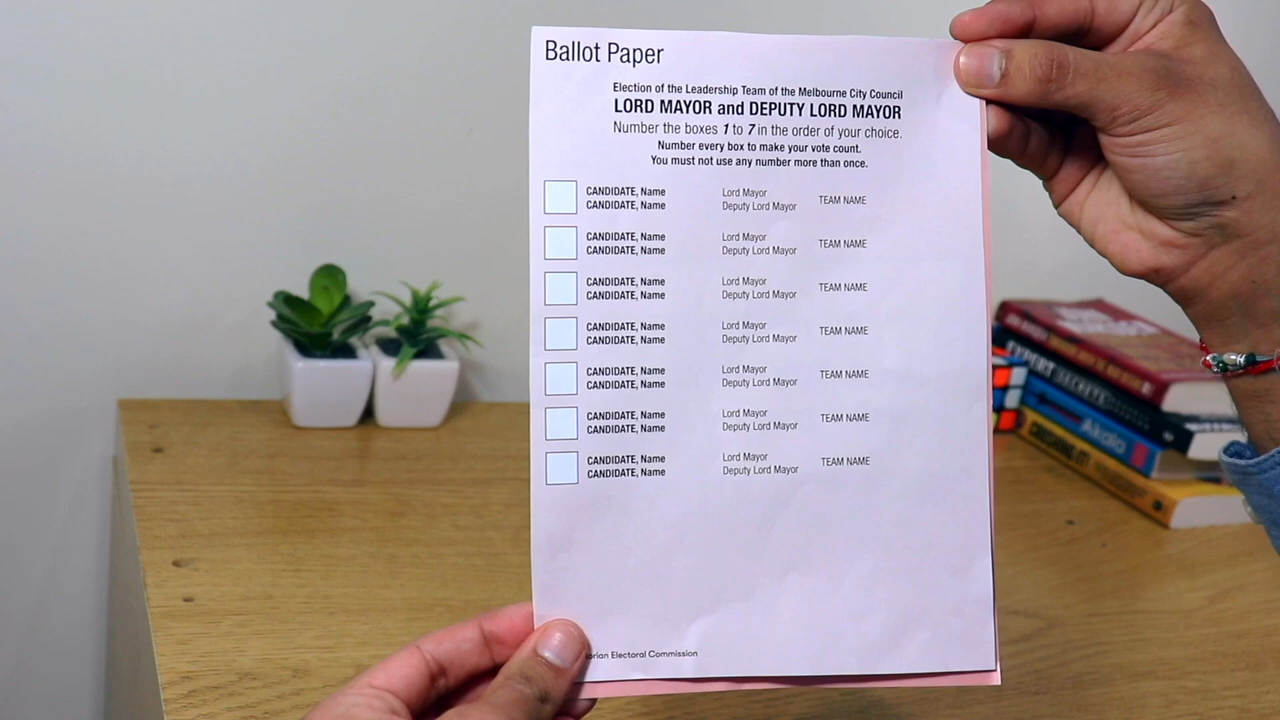 Ballot Paper
Election of the Leadership Team of the Melbourne City Council
LORD MAYOR and DEPUTY LORD MAYOR
Number the boxes 1 to 7 in the order of your choice.
Number every box to make your vote count.
You must not use any number more than once.
CANDIDATE, Name Lord Mayor TEAM NAME
CANDIDATE, Name Deputy Lord Mayor
CANDIDATE, Name Lord Mayor TEAM NAME
CANDIDATE, Name Deputy Lord Mayor
CANDIDATE, Name Lord Mayor TEAM NAME
CANDIDATE, Name Deputy Lord Mayor
CANDIDATE, Name Lord Mayor TEAM NAME
CANDIDATE, Name Deputy Lord Mayor
CANDIDATE, Name Lord Mayor TEAM NAME
CANDIDATE, Name Deputy Lord Mayor
CANDIDATE, Name Lord Mayor TEAM NAME
CANDIDATE, Name Deputy Lord Mayor
CANDIDATE, Name Lord Mayor TEAM NAME
CANDIDATE, Name Deputy Lord Mayor
Electoral Commission
EXPERT SECRETS
Akala
CRUSHING IT!